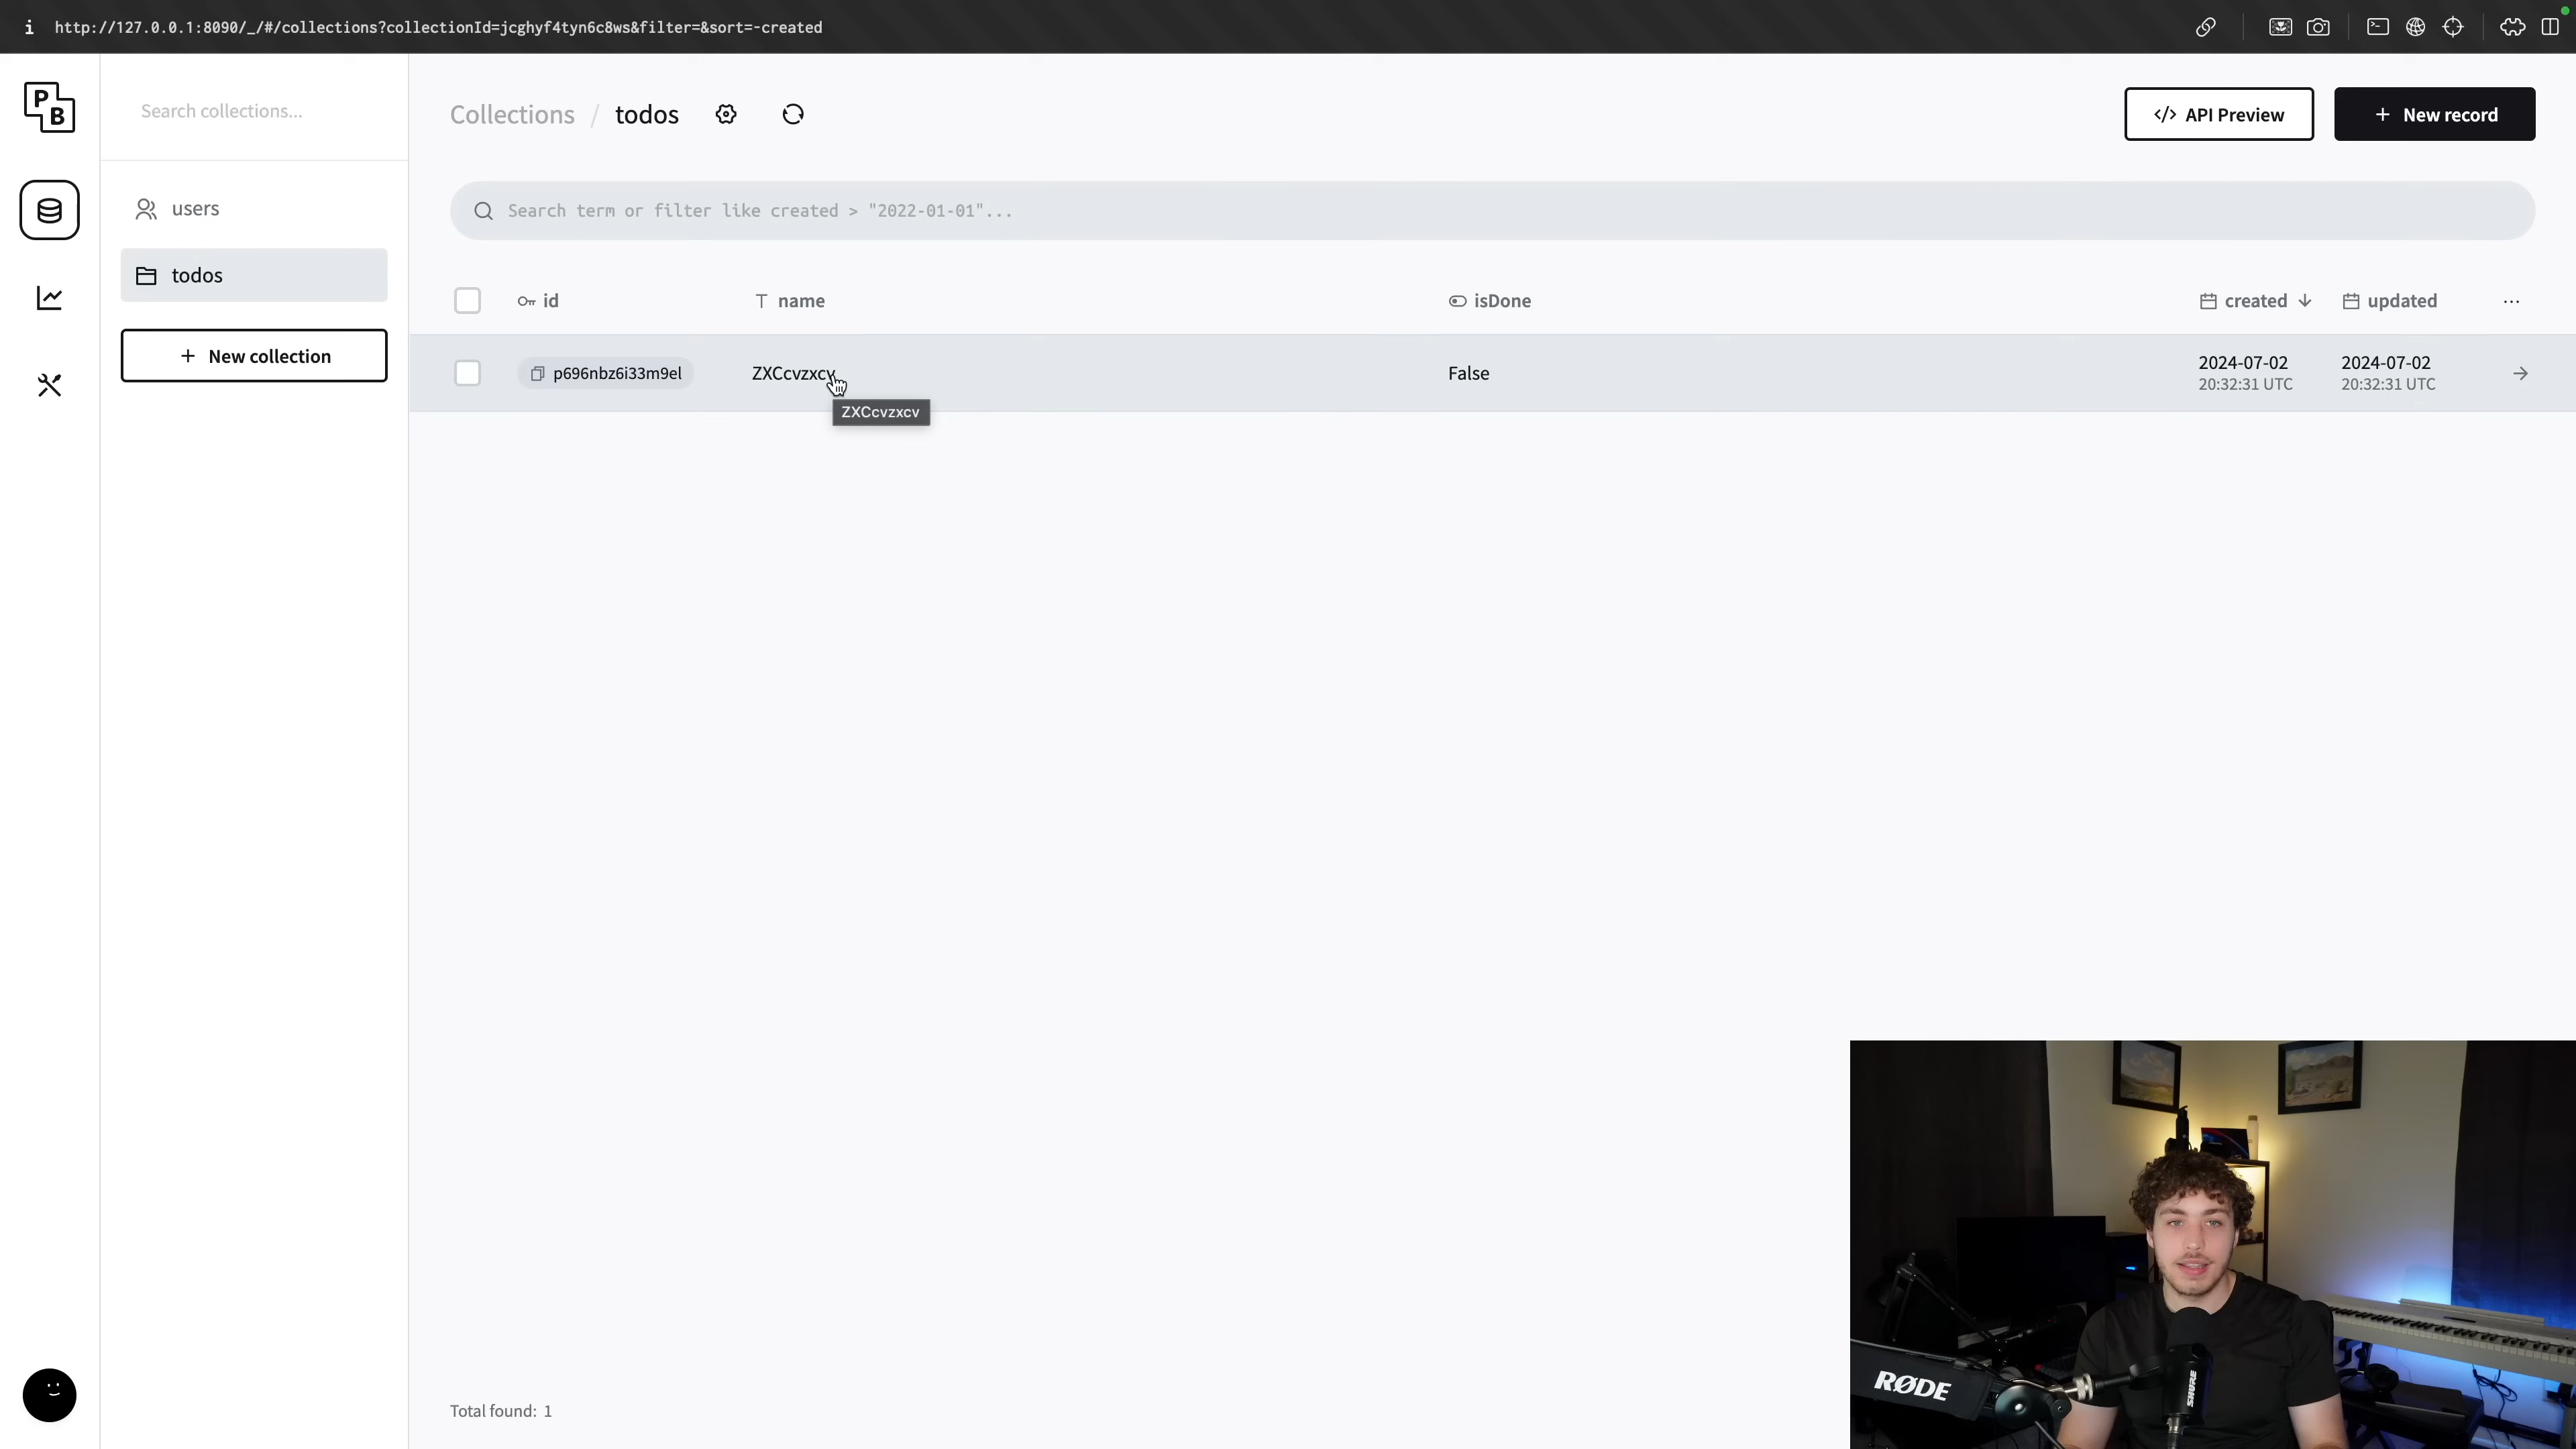 i http://127.0.0.1:8090/_/#/collections?collectionId=jcghyf4tyn6c8ws&filter=&sort=-created
P
B
Search collections...
users
todos
+ New collection
Collections / todos
</> API Preview
+ New record
Search term or filter like created > "2022-01-01"...
id
T name
isDone
created
updated
...
p696nbz6i33m9el
ZXCcvzxcv
False
2024-07-02
20:32:31 UTC
2024-07-02
20:32:31 UTC
ZXCcvzxcv
Total found: 1
RØDE
SHURE